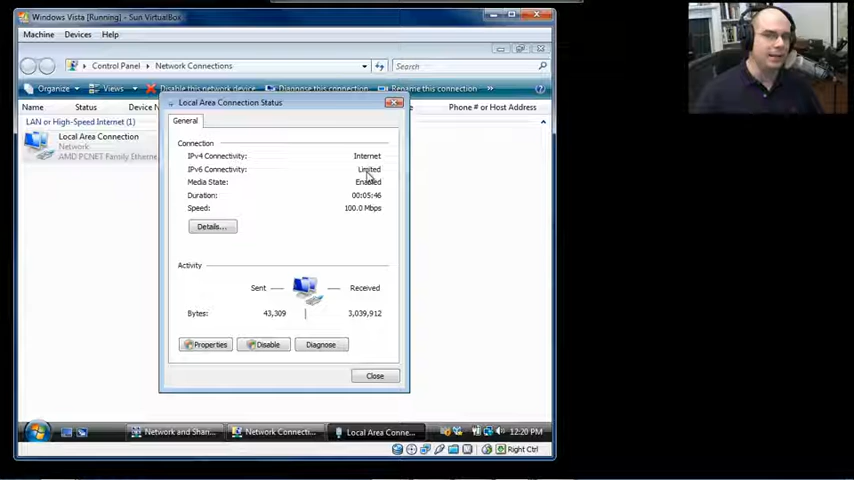 Windows Vista [Running] - Sun VirtualBox
Machine Devices Help
Control Panel Network Connections
Search
Organize Views Disable this network device Diagnose this connection Rename this connection »
Name Status Device N
Phone # or Host Address
Local Area Connection Status
General
LAN or High-Speed Internet (1)
Local Area Connection
Network
AMD PCNET Family Etherne
Connection
IPv4 Connectivity: Internet
IPv6 Connectivity: Limited
Media State: Enabled
Duration: 00:05:46
Speed: 100.0 Mbps
Details...
Activity
Sent Received
Bytes: 43,309 3,039,912
Properties Disable Diagnose
Close
Network and Shari... Network Connecti... Local Area Conne... 12:20 PM
Right Ctrl